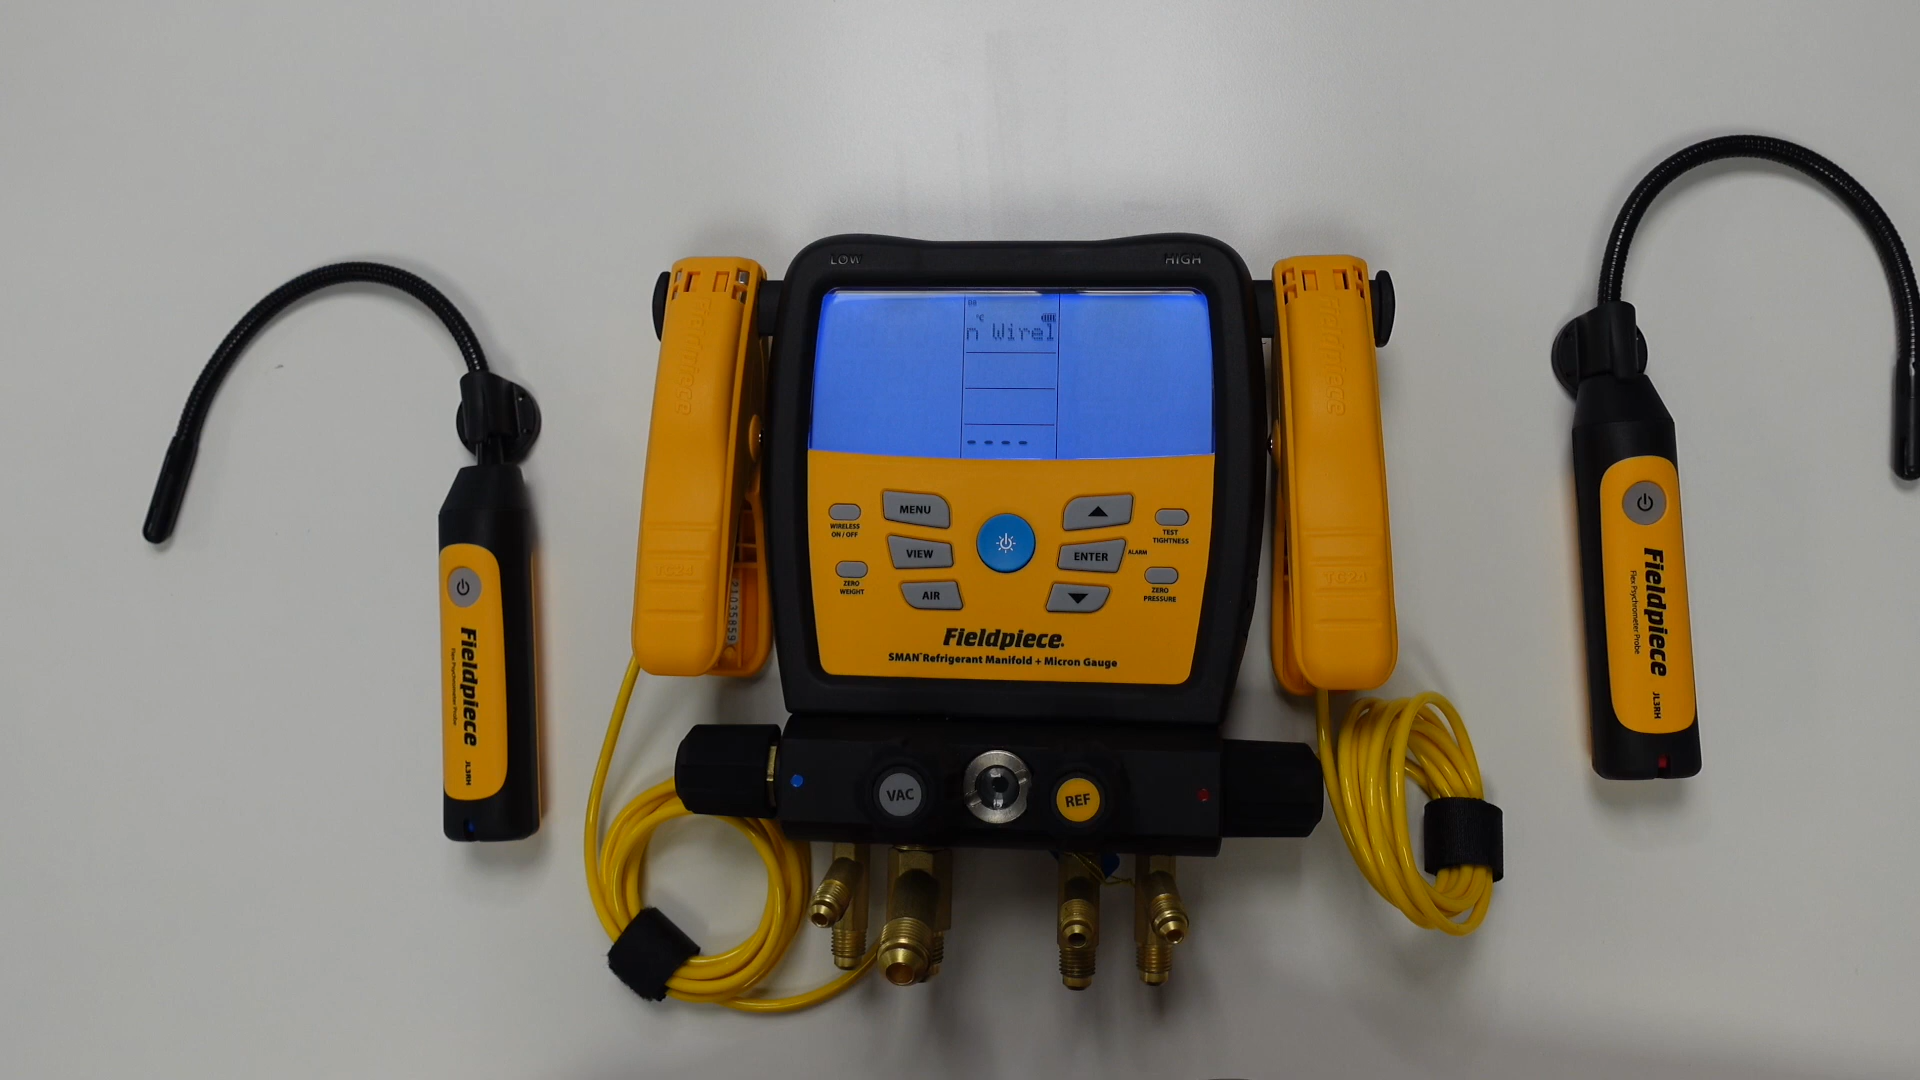 LOW
HIGH
°C
n Wirel
- - - -
Fieldpiece
TC24
Fieldpiece
TC24
WIRELESS
ON / OFF
MENU
TEST
TIGHTNESS
VIEW
ENTER
ALARM
ZERO
WEIGHT
AIR
ZERO
PRESSURE
Fieldpiece
SMAN Refrigerant Manifold + Micron Gauge
VAC
REF
Fieldpiece
Flex Psychrometer Probe
JL3RH
Fieldpiece
Flex Psychrometer Probe
JL3RH